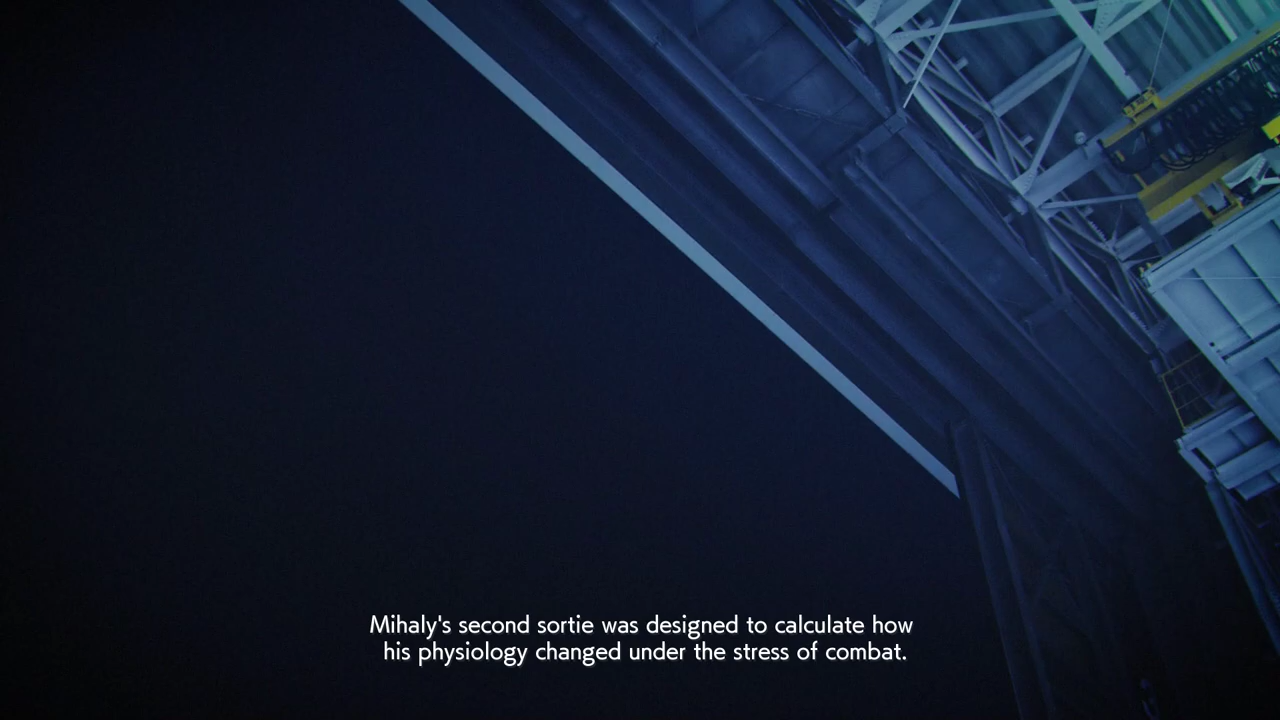 Mihaly's second sortie was designed to calculate how
his physiology changed under the stress of combat.